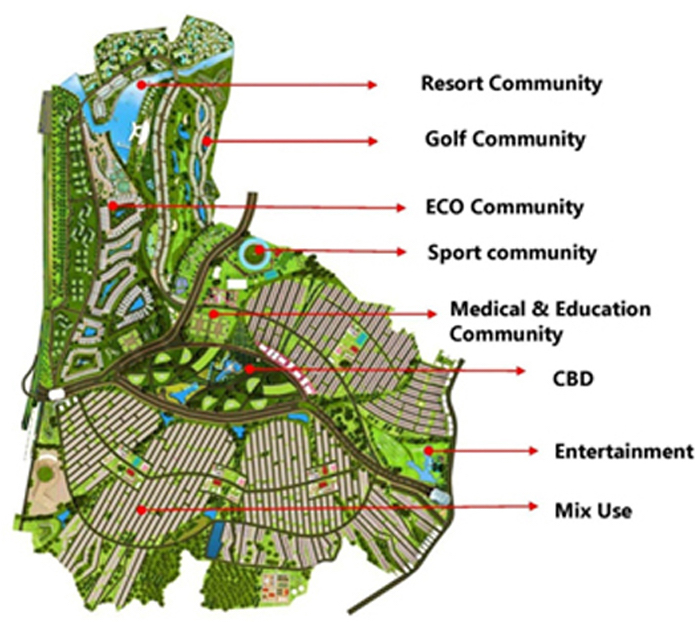 Resort Community
Golf Community
ECO Community
Sport community
Medical & Education
Community
CBD
Entertainment
Mix Use